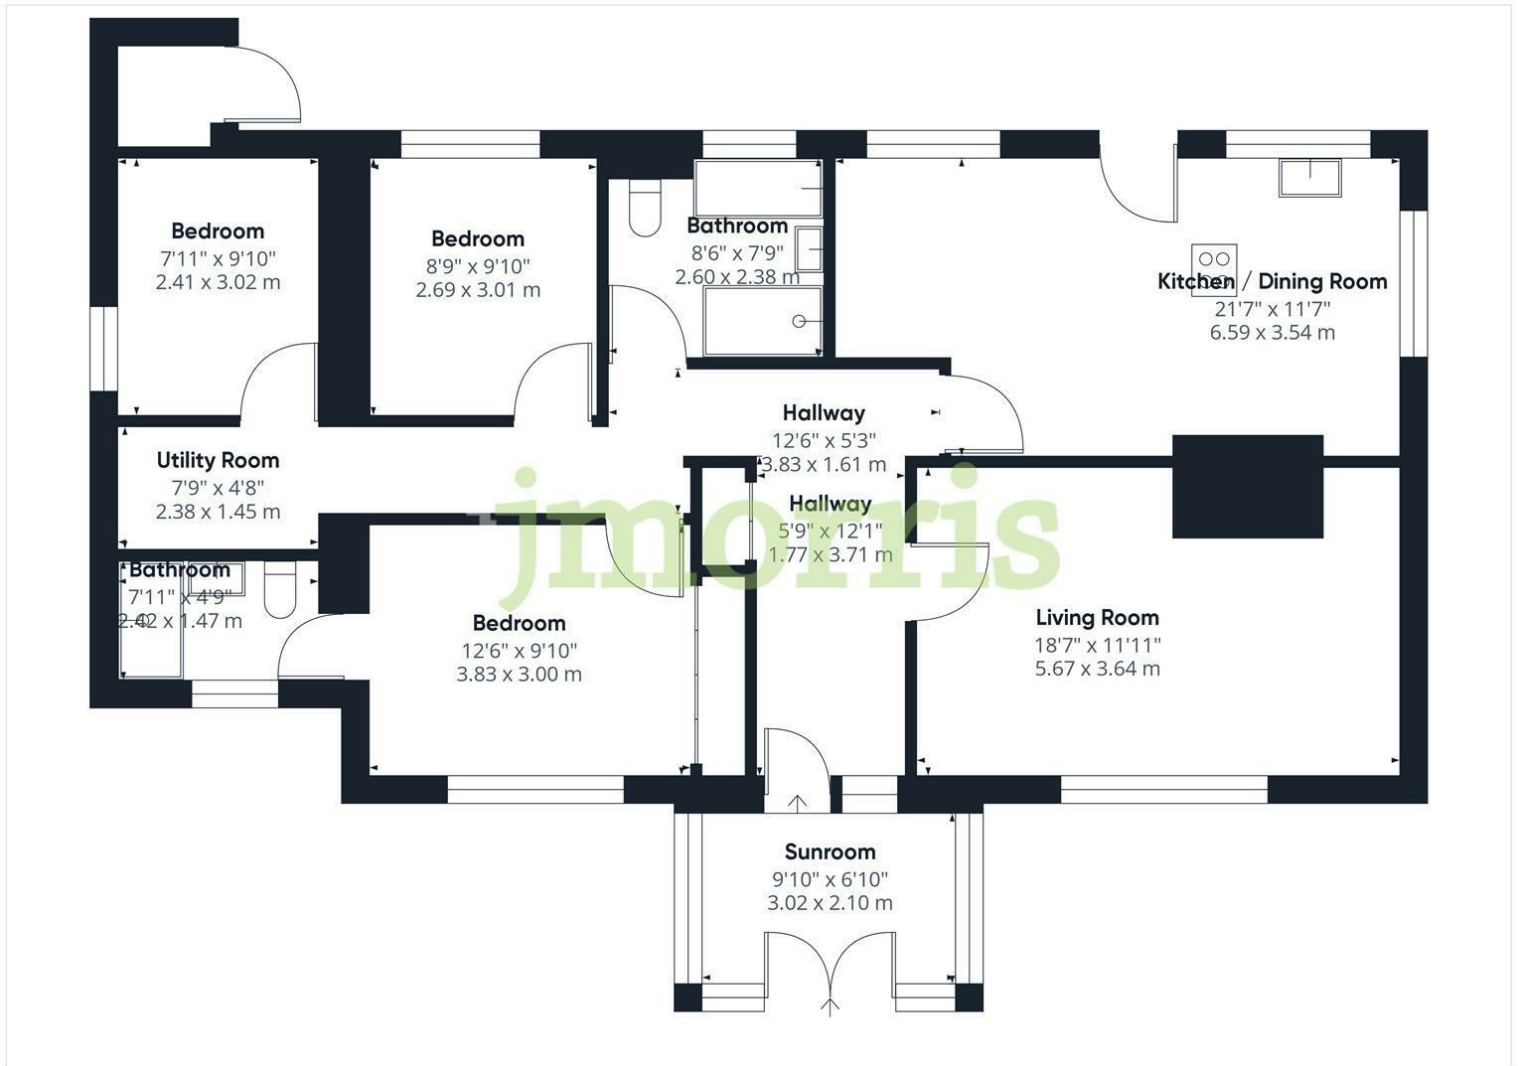 Bedroom
7'11" x 9'10"
2.41 x 3.02 m
Bedroom
8'9" x 9'10"
2.69 x 3.01 m
Bathroom
8'6" x 7'9"
2.60 x 2.38 m
Kitchen / Dining Room
21'7" x 11'7"
6.59 x 3.54 m
Hallway
12'6" x 5'3"
3.83 x 1.61 m
Utility Room
7'9" x 4'8"
2.38 x 1.45 m
Hallway
5'9" x 12'1"
1.77 x 3.71 m
jmorris
Bathroom
7'11" x 4'9"
2.42 x 1.47 m
Bedroom
12'6" x 9'10"
3.83 x 3.00 m
Living Room
18'7" x 11'11"
5.67 x 3.64 m
Sunroom
9'10" x 6'10"
3.02 x 2.10 m